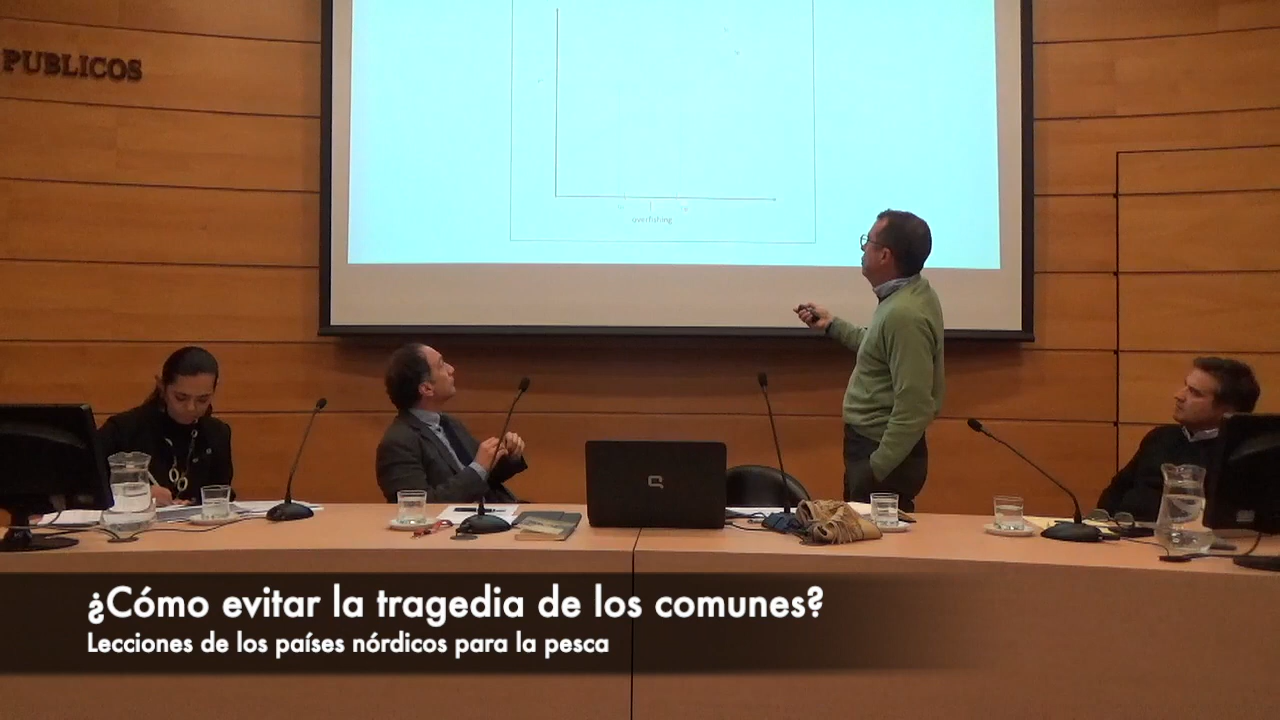 PUBLICOS
overfishing
¿Cómo evitar la tragedia de los comunes?
Lecciones de los países nórdicos para la pesca